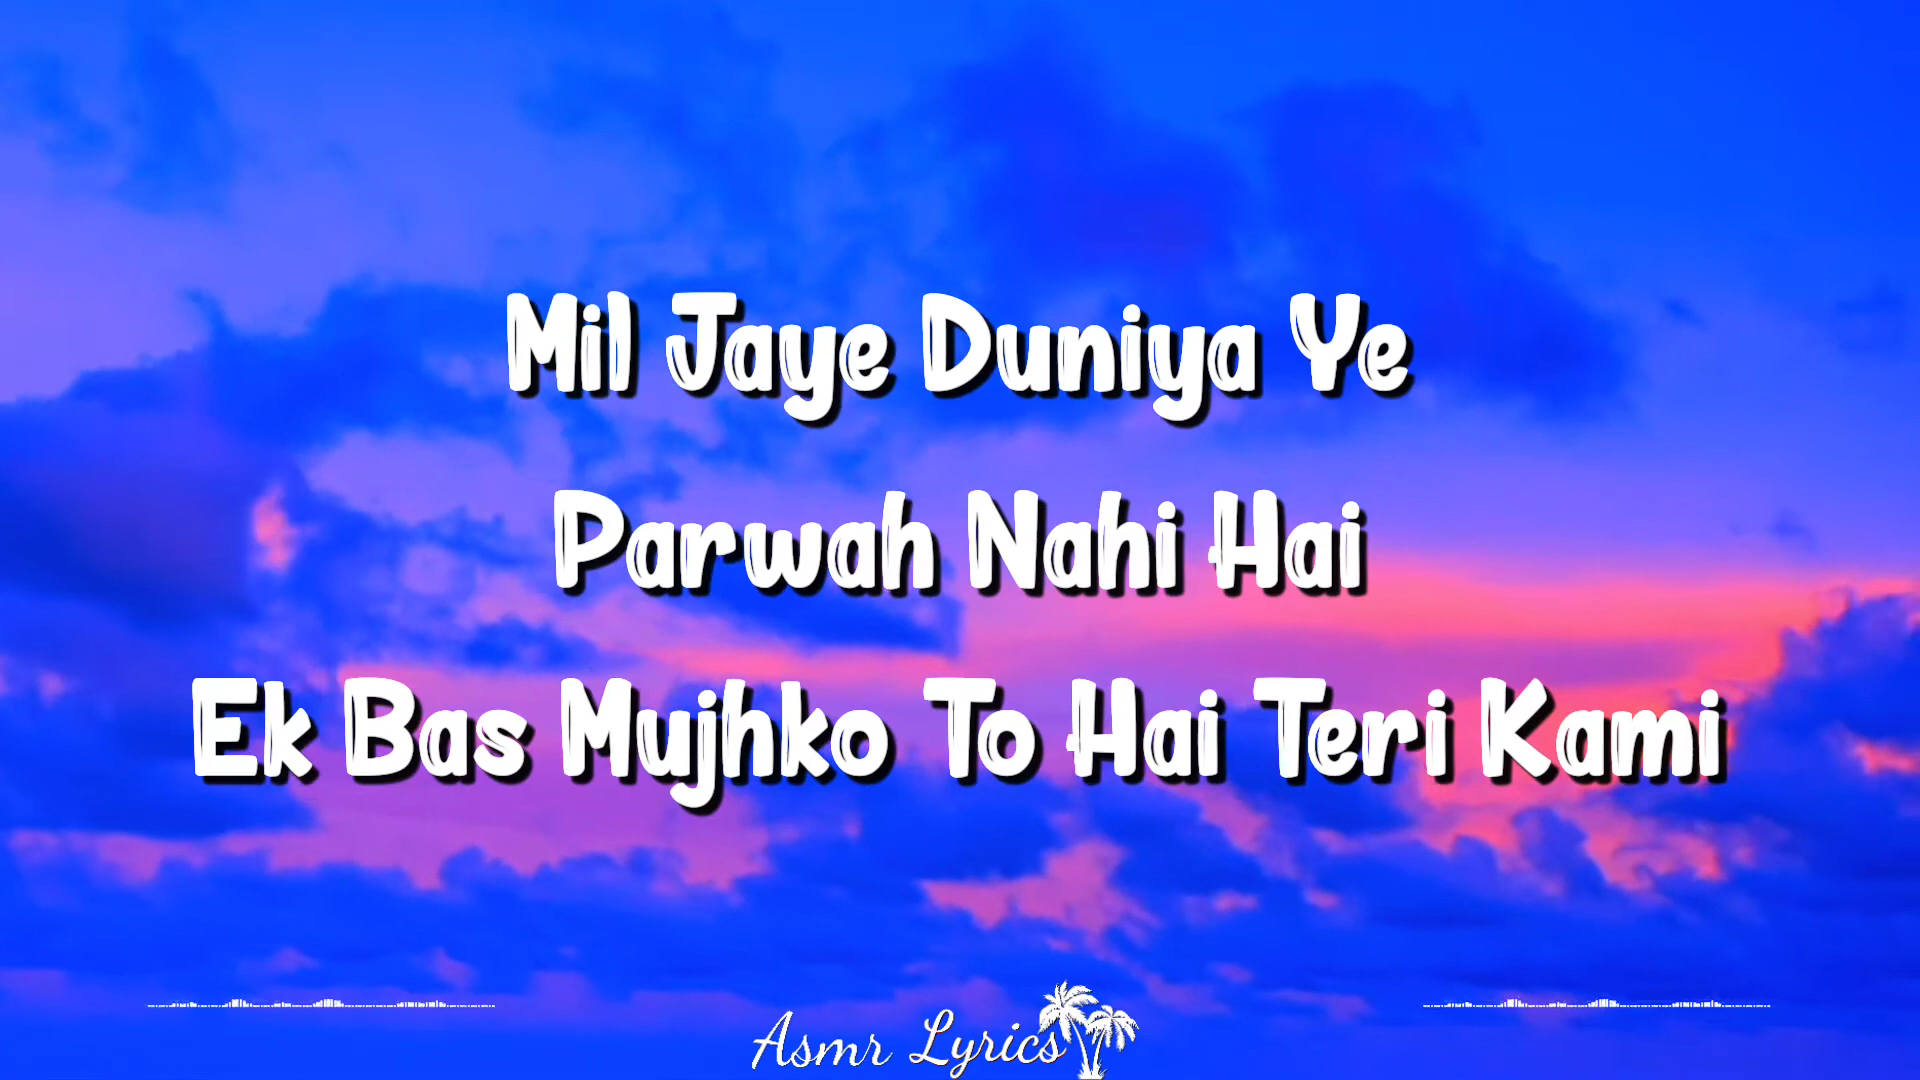 Mil Jaye Duniya Ye
Parwah Nahi Hai
Ek Bas Mujhko To Hai Teri Kami
Asmr Lyrics